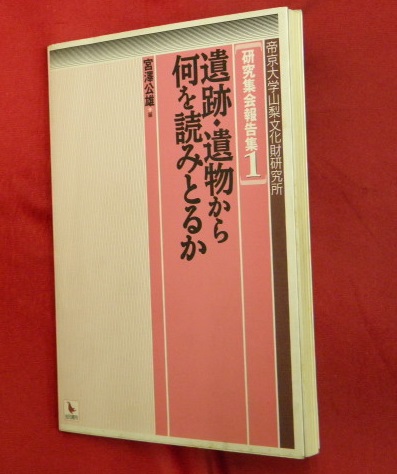 帝京大学山梨文化財研究所
研究集会報告集1
遺跡・遺物から
何を読みとるか
宮澤公雄 編